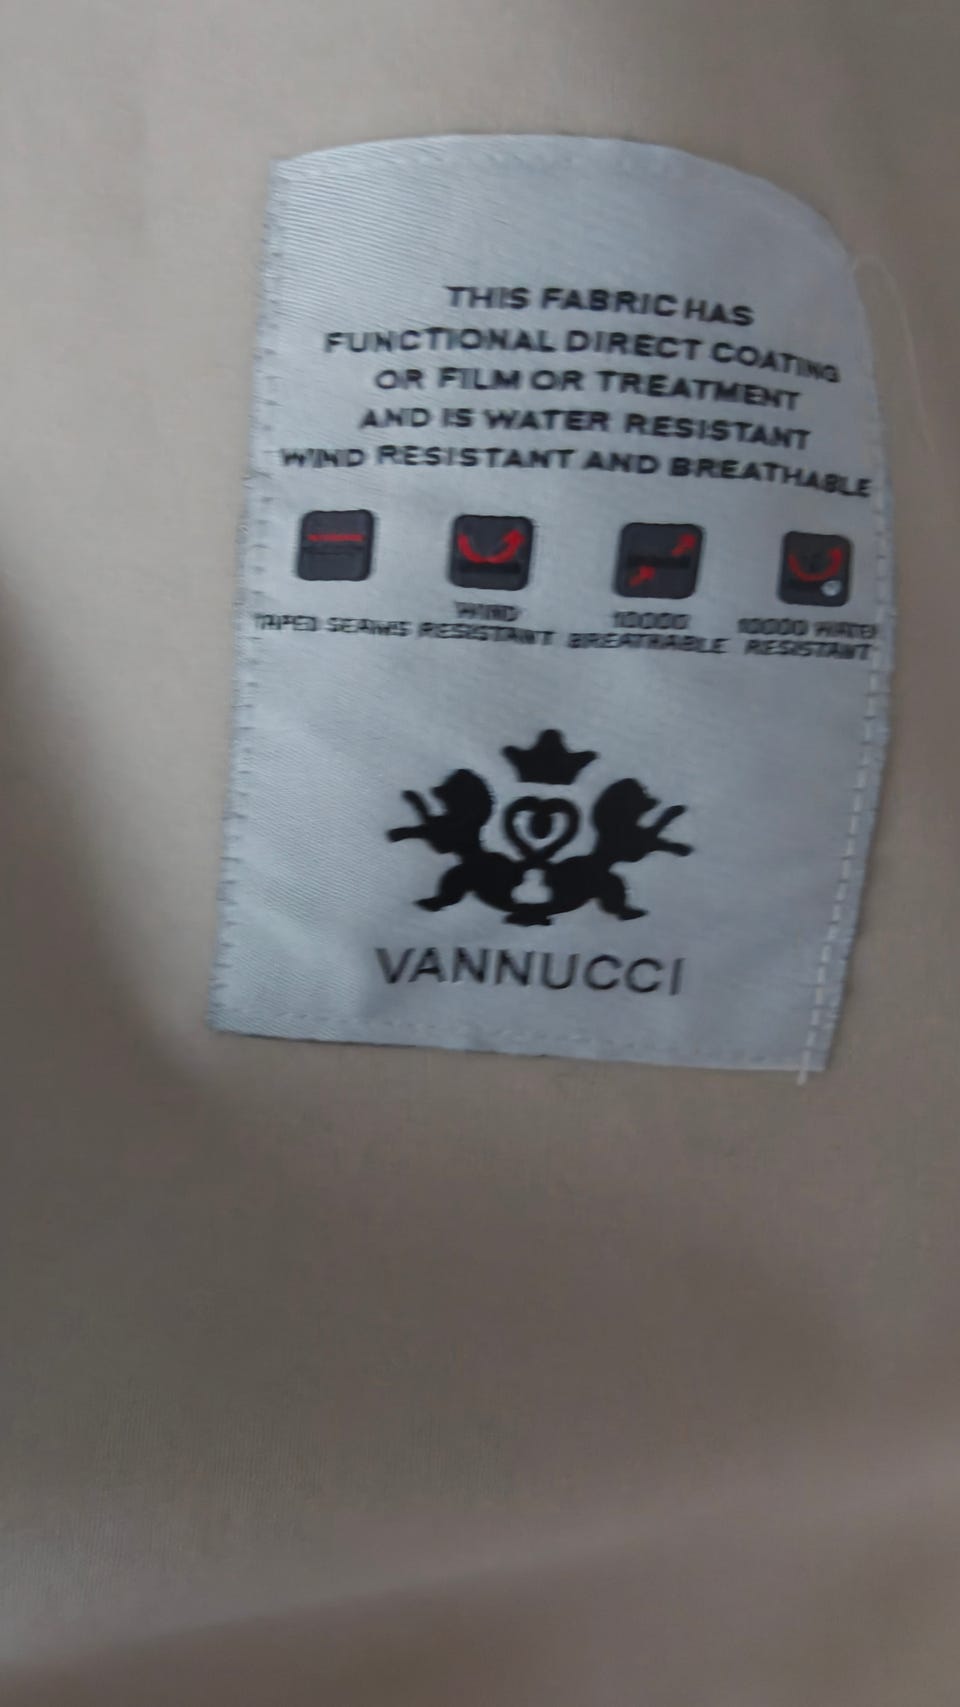 THIS FABRIC HAS
FUNCTIONAL DIRECT COATING
OR FILM OR TREATMENT
AND IS WATER RESISTANT
WIND RESISTANT AND BREATHABLE
TAPED SEAMS
WIND
RESISTANT
10000
BREATHABLE
10000 WATER
RESISTANT
VANNUCCI